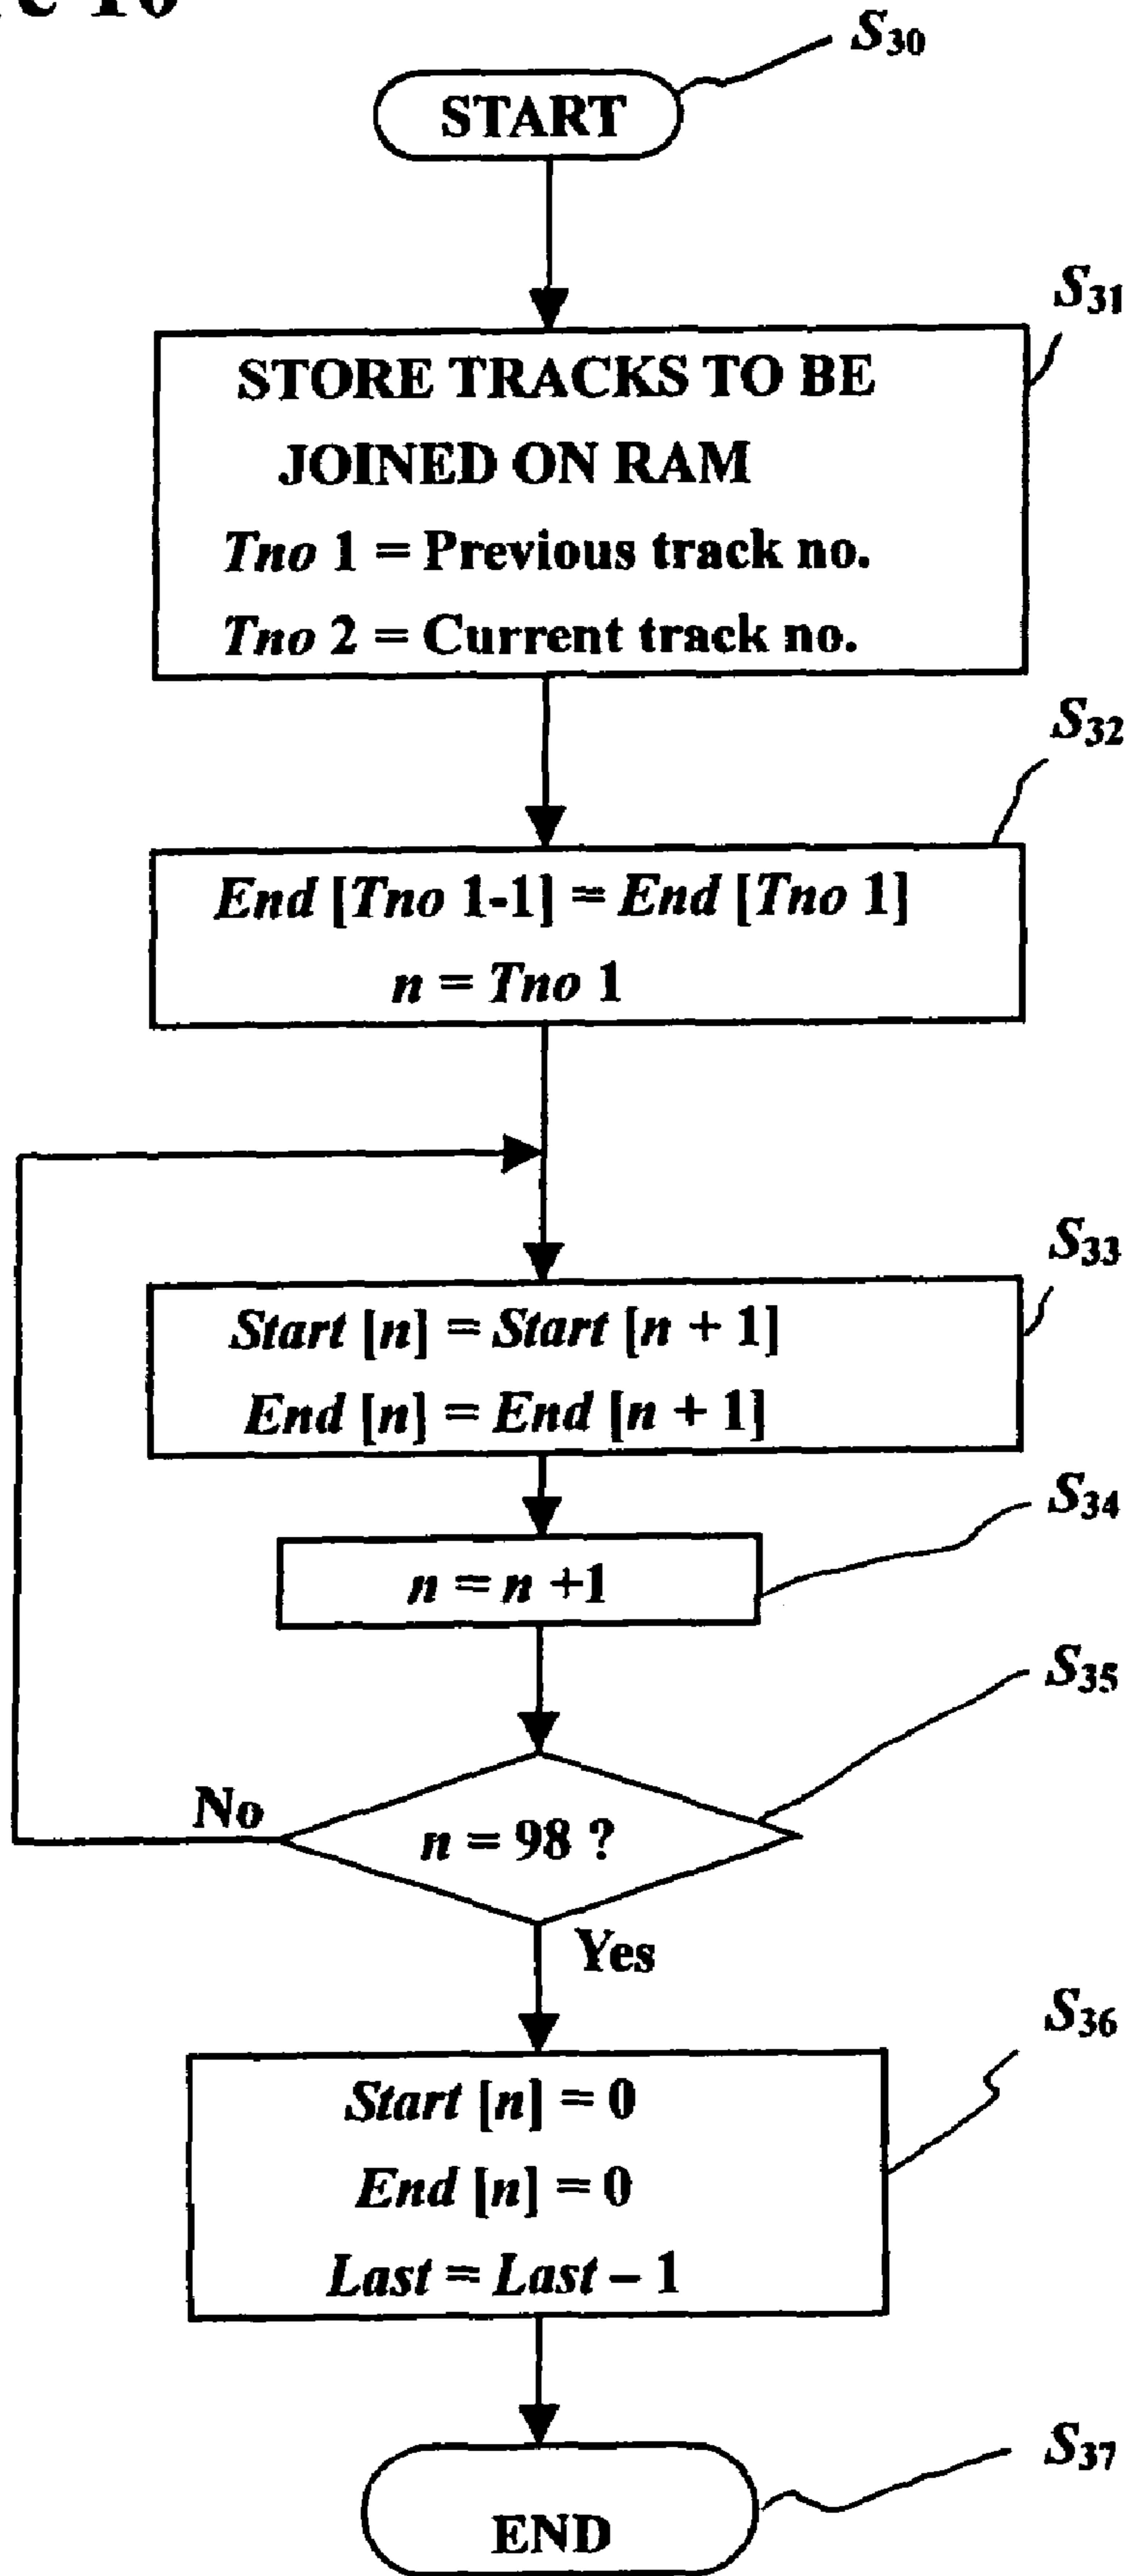 S30
START
S31
STORE TRACKS TO BE
JOINED ON RAM
Tno 1 = Previous track no.
Tno 2 = Current track no.
S32
End [Tno 1-1] = End [Tno 1]
n = Tno 1
S33
Start [n] = Start [n + 1]
End [n] = End [n + 1]
S34
n = n +1
S35
No
n = 98 ?
Yes
S36
Start [n] = 0
End [n] = 0
Last = Last – 1
S37
END